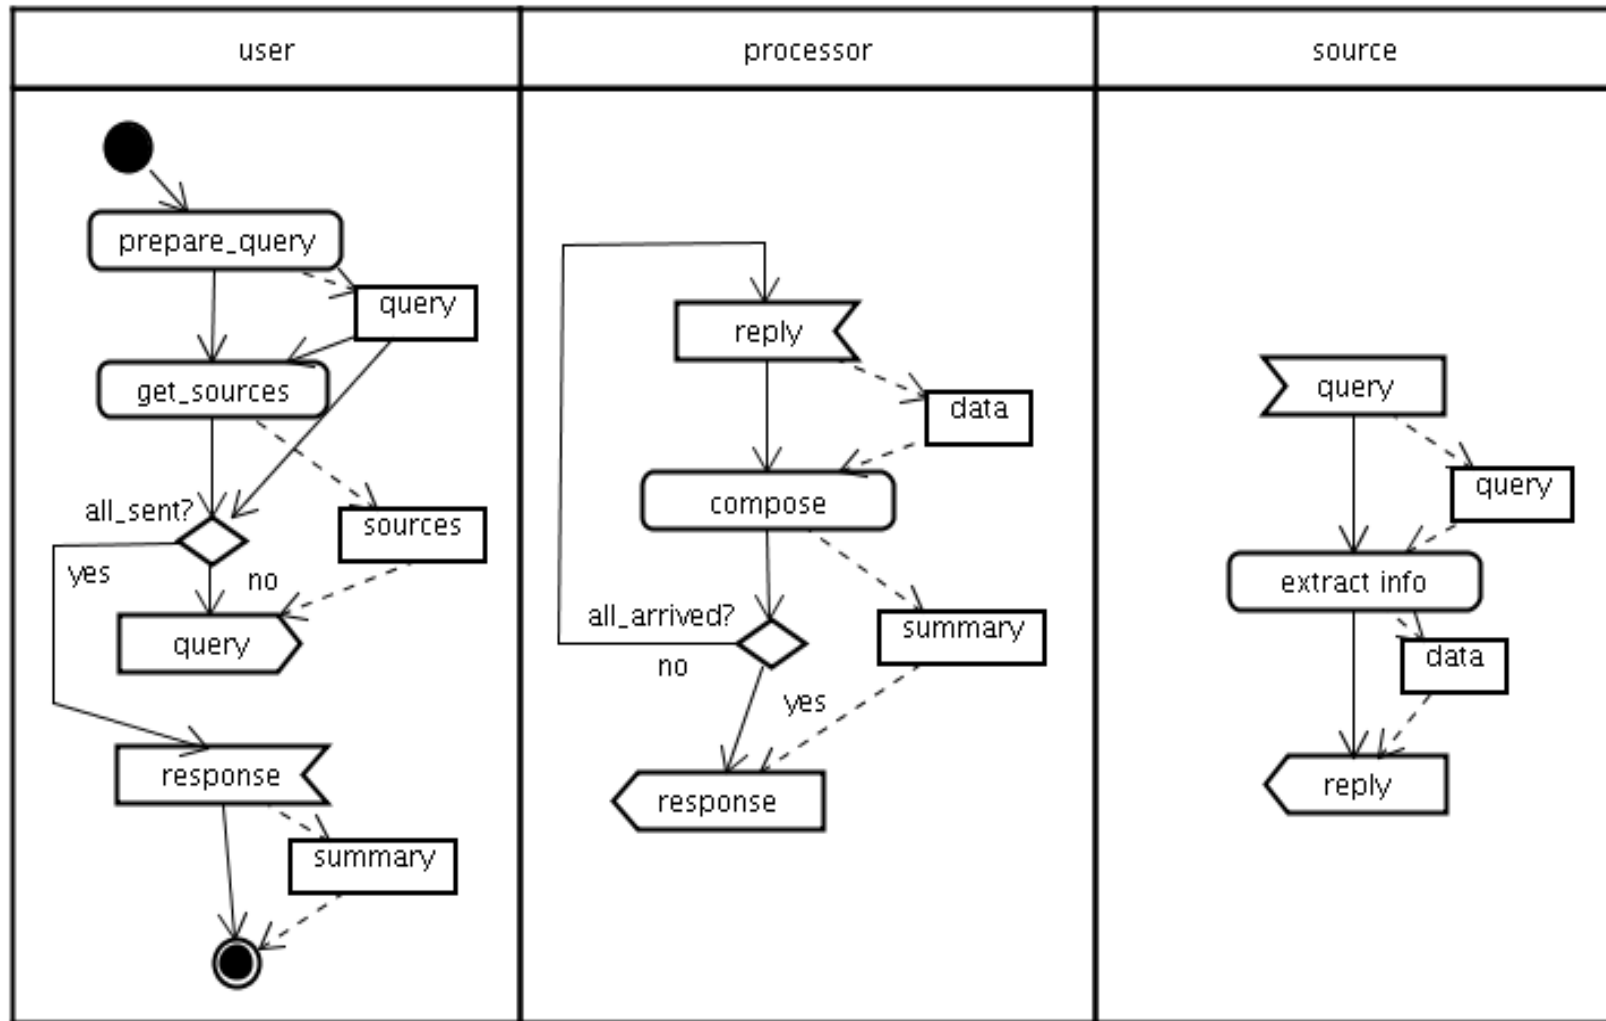 user
processor
source
prepare_query
query
get_sources
all_sent?
sources
yes
no
query
response
summary
reply
data
compose
all_arrived?
summary
no
yes
response
query
query
extract info
data
reply